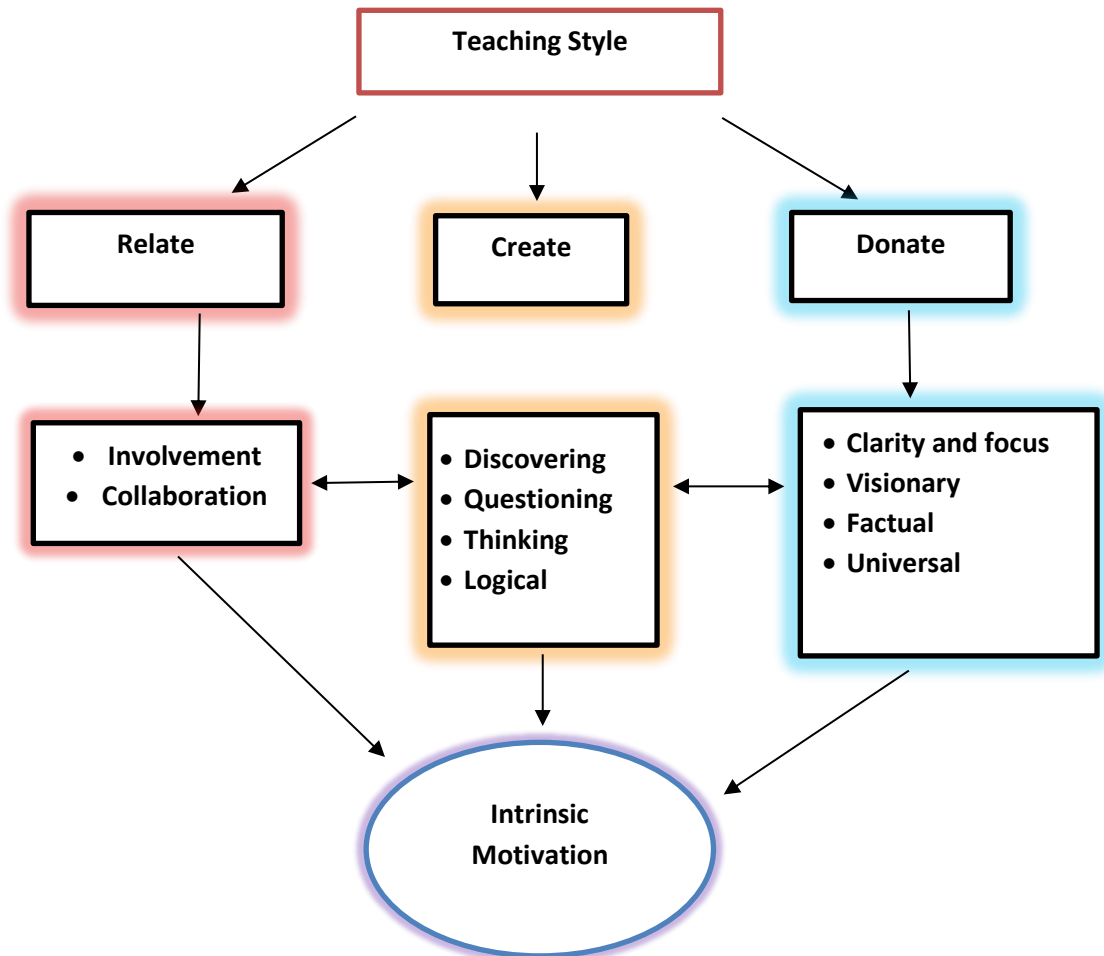 Teaching Style
Relate
Create
Donate
• Involvement
• Collaboration
• Discovering
• Questioning
• Thinking
• Logical
• Clarity and focus
• Visionary
• Factual
• Universal
Intrinsic
Motivation